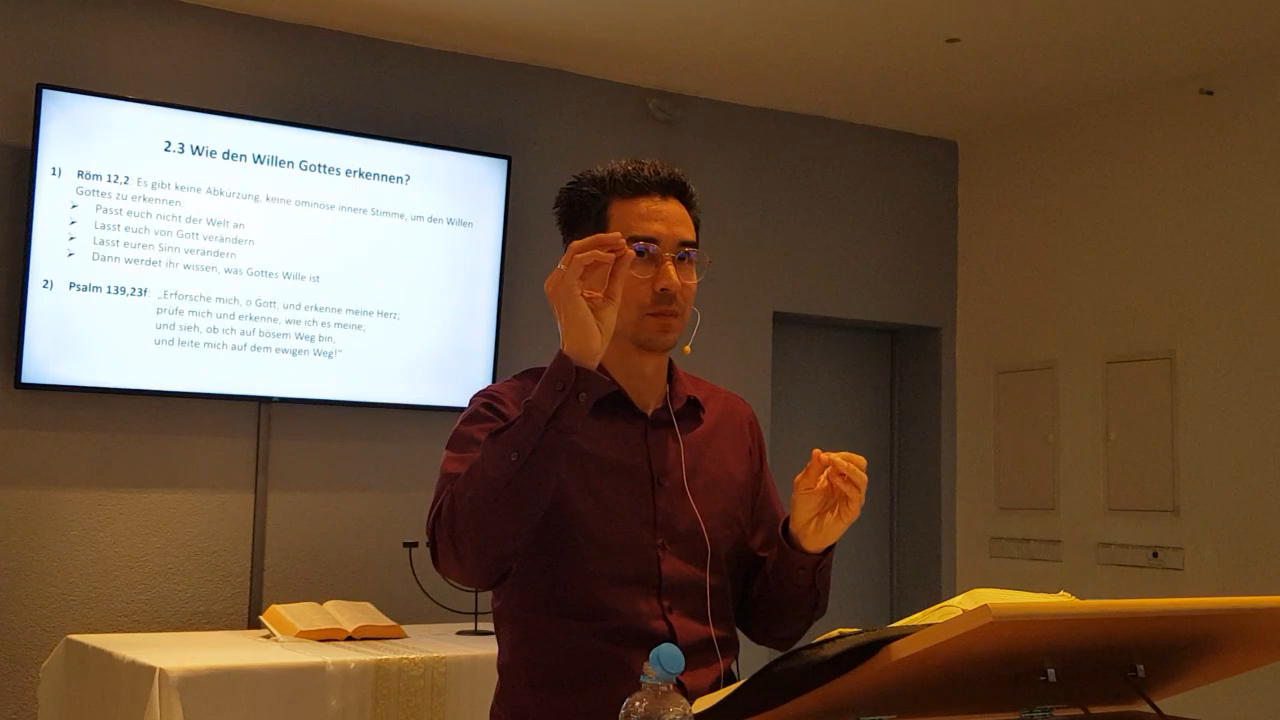 2.3 Wie den Willen Gottes erkennen?
1) Röm 12,2: Es gibt keine Abkürzung, keine ominöse innere Stimme, um den Willen
Gottes zu erkennen:
➢ Passt euch nicht der Welt an
➢ Lasst euch von Gott verändern
➢ Lasst euren Sinn verändern
➢ Dann werdet ihr wissen, was Gottes Wille ist
2) Psalm 139,23f: „Erforsche mich, o Gott, und erkenne meine Herz;
prüfe mich und erkenne, wie ich es meine;
und sieh, ob ich auf bösem Weg bin,
und leite mich auf dem ewigen Weg!"